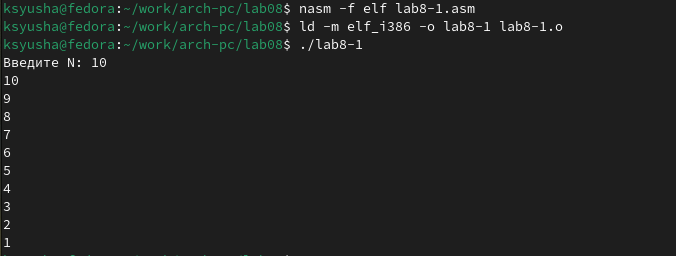 ksyusha@fedora:~/work/arch-pc/lab08$ nasm -f elf lab8-1.asm
ksyusha@fedora:~/work/arch-pc/lab08$ ld -m elf_i386 -o lab8-1 lab8-1.o
ksyusha@fedora:~/work/arch-pc/lab08$ ./lab8-1
Введите N: 10
10
9
8
7
6
5
4
3
2
1